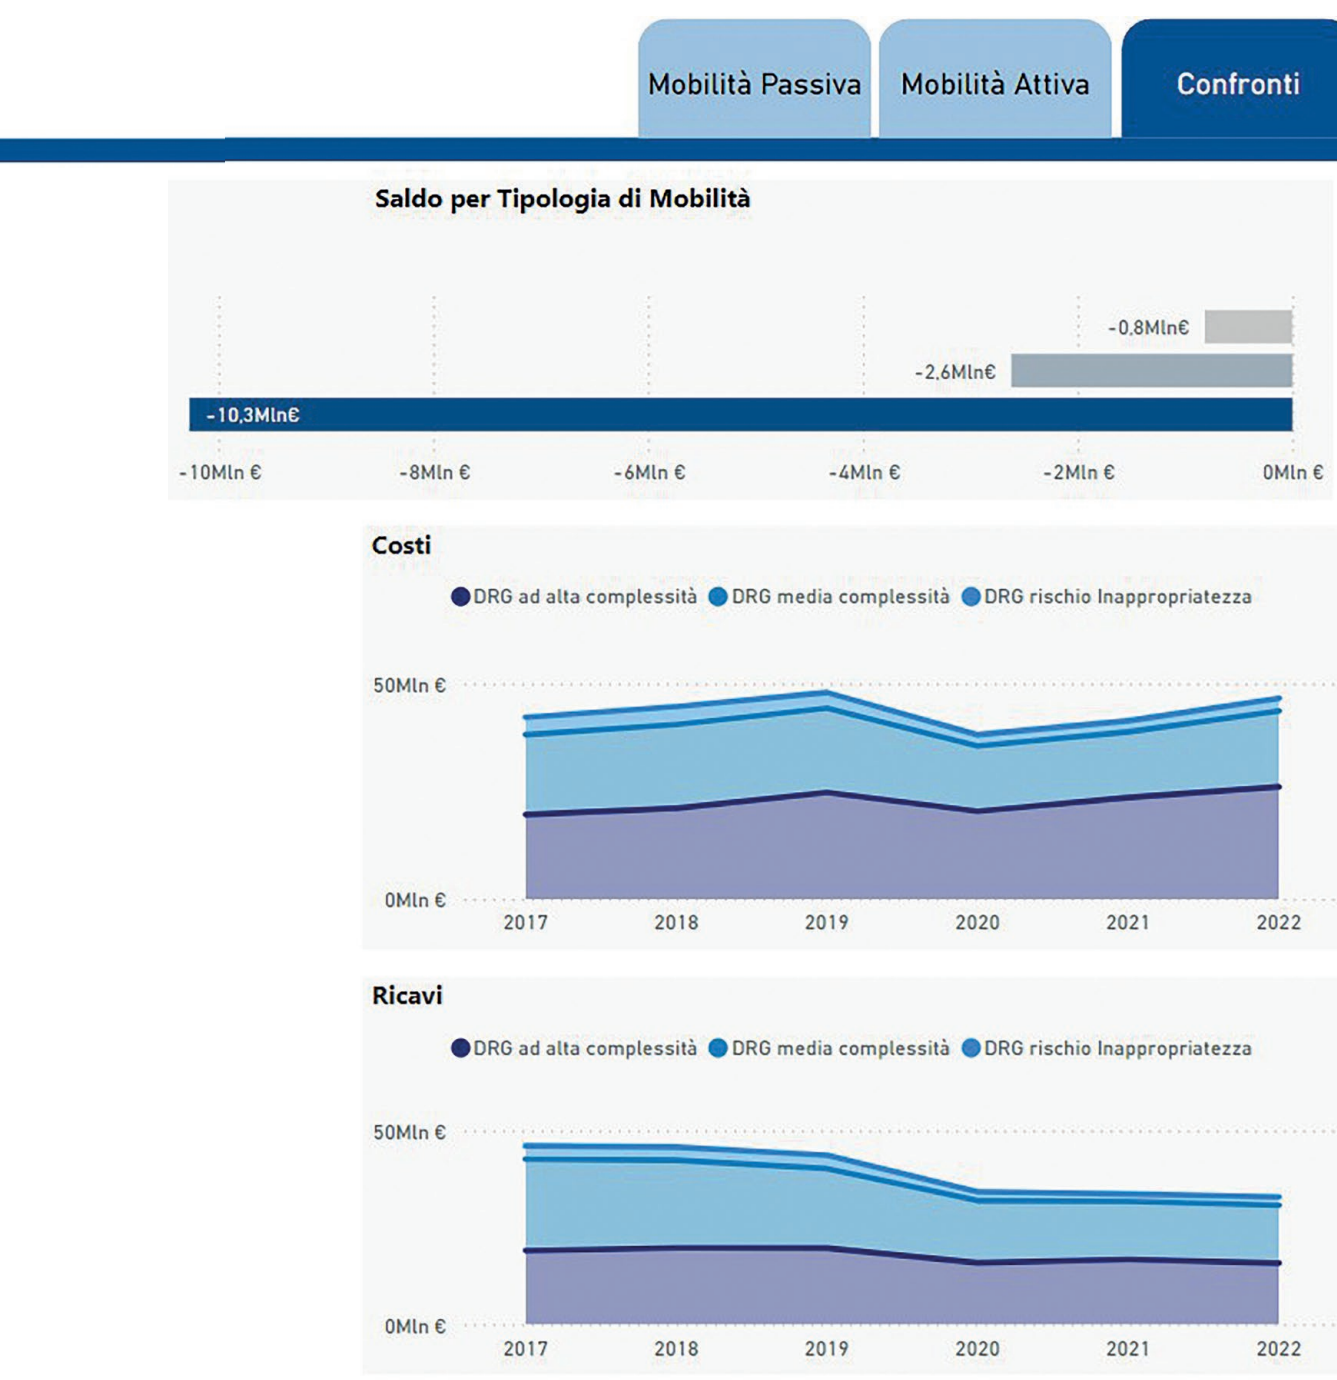 Mobilità Passiva Mobilità Attiva Confronti
Saldo per Tipologia di Mobilità
-0,8Mln€
-2,6Mln€
-10,3Mln€
-10Mln € -8Mln € -6Mln € -4Mln € -2Mln € 0Mln €
Costi
DRG ad alta complessità DRG media complessità DRG rischio Inappropriatezza
50Mln €
0Mln €
2017 2018 2019 2020 2021 2022
Ricavi
DRG ad alta complessità DRG media complessità DRG rischio Inappropriatezza
50Mln €
0Mln €
2017 2018 2019 2020 2021 2022